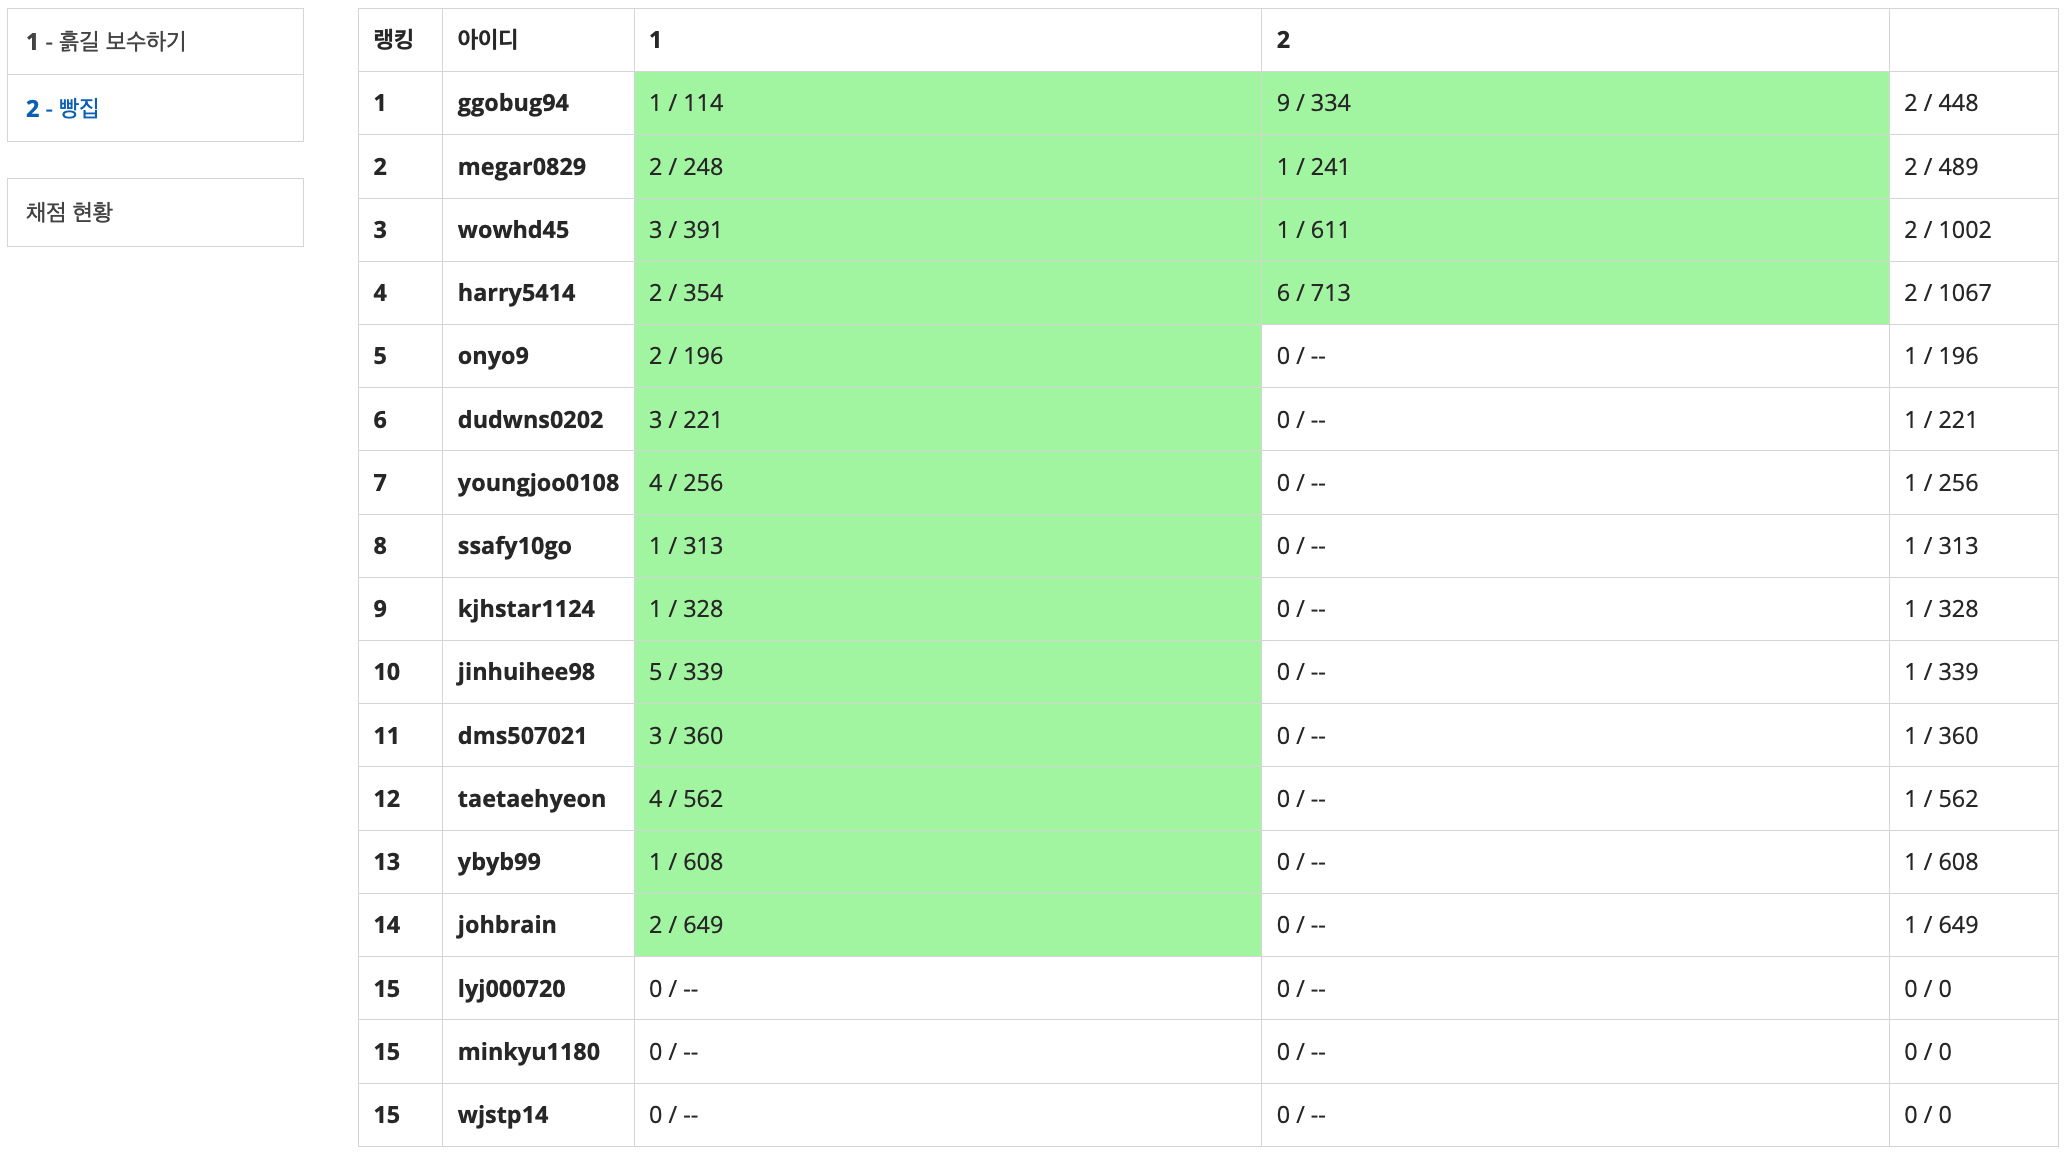 1 - 흙길 보수하기
2 - 빵집
채점 현황
랭킹 아이디 1 2
1 ggobug94 1 / 114 9 / 334 2 / 448
2 megar0829 2 / 248 1 / 241 2 / 489
3 wowhd45 3 / 391 1 / 611 2 / 1002
4 harry5414 2 / 354 6 / 713 2 / 1067
5 onyo9 2 / 196 0 / -- 1 / 196
6 dudwns0202 3 / 221 0 / -- 1 / 221
7 youngjoo0108 4 / 256 0 / -- 1 / 256
8 ssafy10go 1 / 313 0 / -- 1 / 313
9 kjhstar1124 1 / 328 0 / -- 1 / 328
10 jinhuihee98 5 / 339 0 / -- 1 / 339
11 dms507021 3 / 360 0 / -- 1 / 360
12 taetaehyeon 4 / 562 0 / -- 1 / 562
13 ybyb99 1 / 608 0 / -- 1 / 608
14 johbrain 2 / 649 0 / -- 1 / 649
15 lyj000720 0 / -- 0 / -- 0 / 0
15 minkyu1180 0 / -- 0 / -- 0 / 0
15 wjstp14 0 / -- 0 / -- 0 / 0